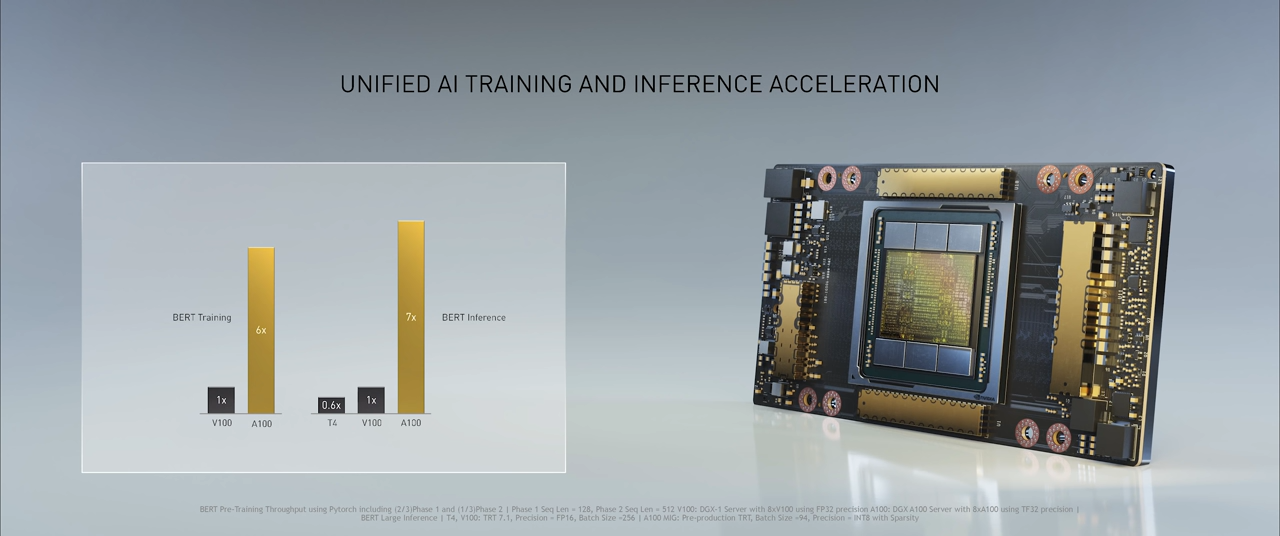 UNIFIED AI TRAINING AND INFERENCE ACCELERATION
BERT Training
6x
1x
V100
A100
7x
BERT Inference
0.6x
1x
T4
V100
A100
BERT Pre-Training Throughput using Pytorch Including (2/3)Phase 1 and (1/3)Phase 2 | Phase 1 Seq Len = 128, Phase 2 Seq Len = 512 V100: DGX-1 Server with 8xV100 using FP32 precision A100: DGX A100 Server with 8xA100 using TF32 precision |
BERT Large Inference | T4, V100: TRT 7.1, Precision = FP16, Batch Size =256 | A100 MIG: Pre-production TRT, Batch Size =94, Precision = INT8 with Sparsity